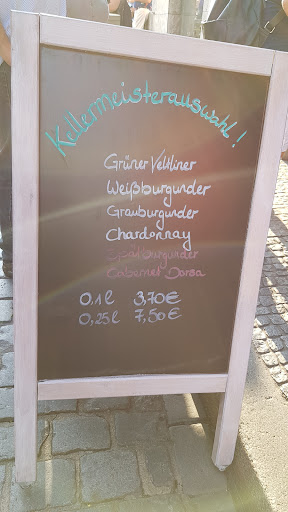 Kellermeisterauswahl!
Grüner Veltliner
Weißburgunder
Grauburgunder
Chardonnay
Spätburgunder
Cabernet Dorsa
0,1l 3,70€
0,25l 7,50€